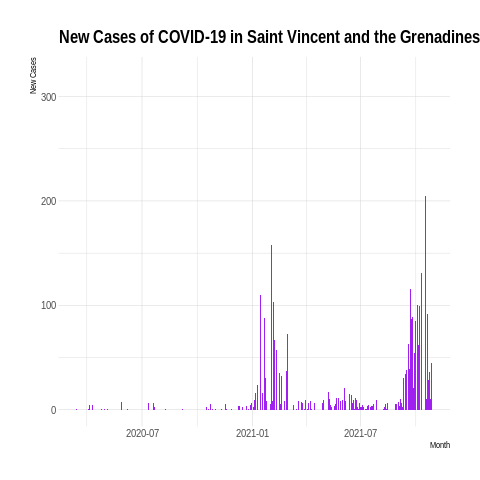 New Cases of COVID-19 in Saint Vincent and the Grenadines
New Cases
300
200
100
0
2020-07
2021-01
2021-07
Month